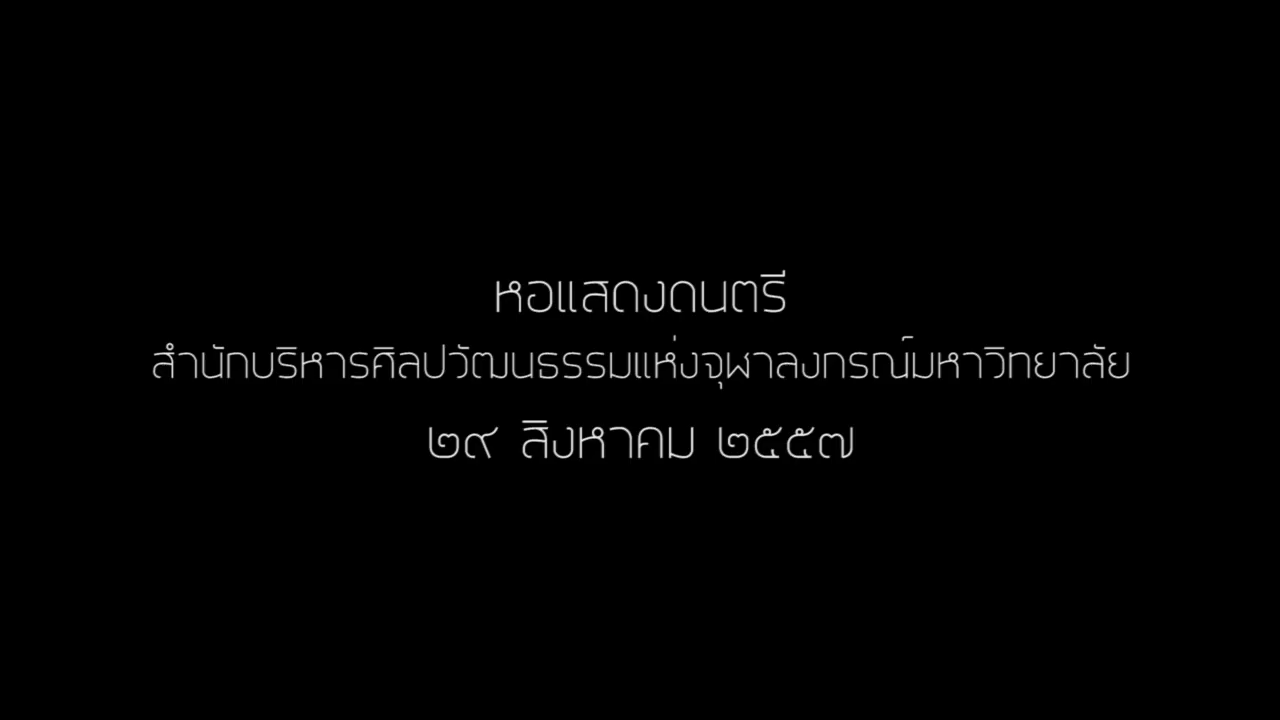 หอแสดงดนตรี
สำนักบริหารศิลปวัฒนธรรมแห่งจุฬาลงกรณ์มหาวิทยาลัย
๒๙ สิงหาคม ๒๕๕๗